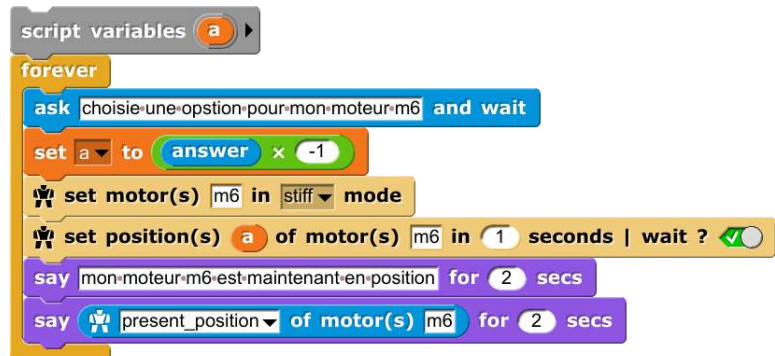 script variables a
forever
ask choisie une opstion pour mon moteur m6 and wait
set a to answer × -1
set motor(s) m6 in stiff mode
set position(s) a of motor(s) m6 in 1 seconds | wait ?
say mon moteur m6 est maintenant en position for 2 secs
say present_position of motor(s) m6 for 2 secs